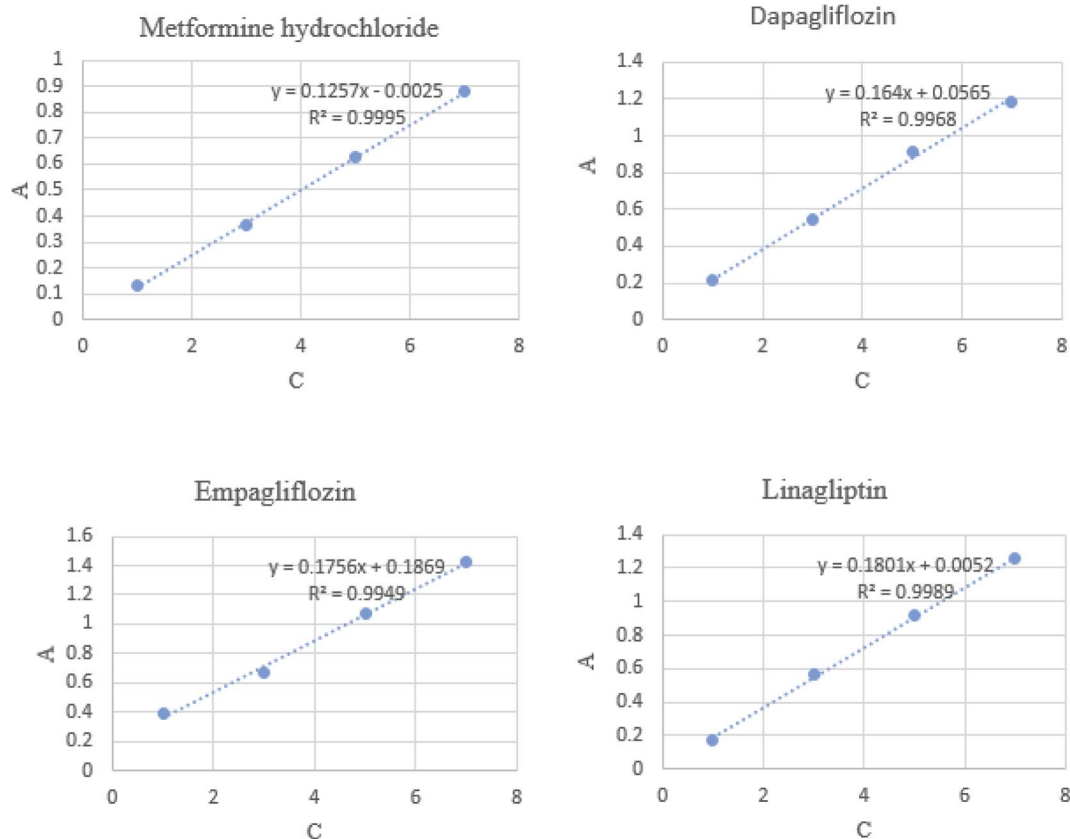 Metformine hydrochloride
1
0.9
0.8
0.7
0.6
0.5
0.4
0.3
0.2
0.1
0
A
y = 0.1257x - 0.0025
R² = 0.9995
0 2 4 6 8
C
Dapagliflozin
1.4
1.2
1
0.8
0.6
0.4
0.2
0
A
y = 0.164x + 0.0565
R² = 0.9968
0 2 4 6 8
C
Empagliflozin
1.6
1.4
1.2
1
0.8
0.6
0.4
0.2
0
A
y = 0.1756x + 0.1869
R² = 0.9949
0 2 4 6 8
C
Linagliptin
1.4
1.2
1
0.8
0.6
0.4
0.2
0
A
y = 0.1801x + 0.0052
R² = 0.9989
0 2 4 6 8
C